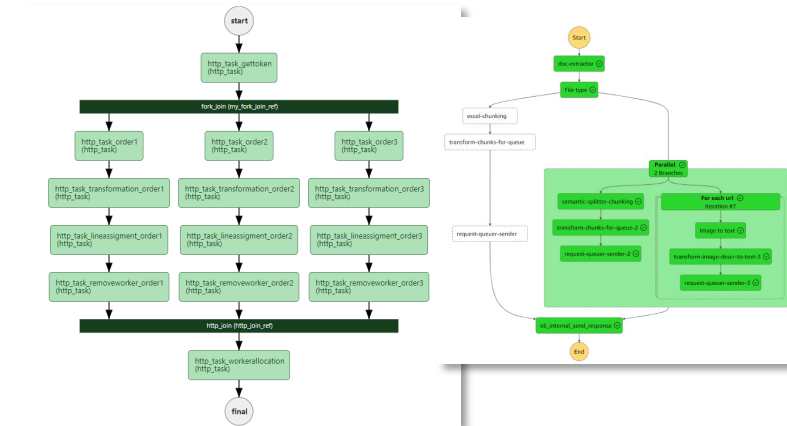 start
http_task_gettoken
(http_task)
fork_join (my_fork_join_ref)
http_task_order1
(http_task)
http_task_order2
(http_task)
http_task_order3
(http_task)
http_task_transformation_order1
(http_task)
http_task_transformation_order2
(http_task)
http_task_transformation_order3
(http_task)
http_task_lineassigment_order1
(http_task)
http_task_lineassigment_order2
(http_task)
http_task_lineassigment_order3
(http_task)
http_task_removeworker_order1
(http_task)
http_task_removeworker_order2
(http_task)
http_task_removeworker_order3
(http_task)
http_join (http_join_ref)
http_task_workerallocation
(http_task)
final
Start
doc-extractor
File type
excel-chunking
transform-chunks-for-queue
request-queuer-sender
Parallel
2 Branches
semantic-splitter-chunking
transform-chunks-for-queue-2
request-queuer-sender-2
For each url
Iteration #7
Image to text
transform-image-descr-to-text-3
request-queuer-sender-3
eli_internal_send_response
End